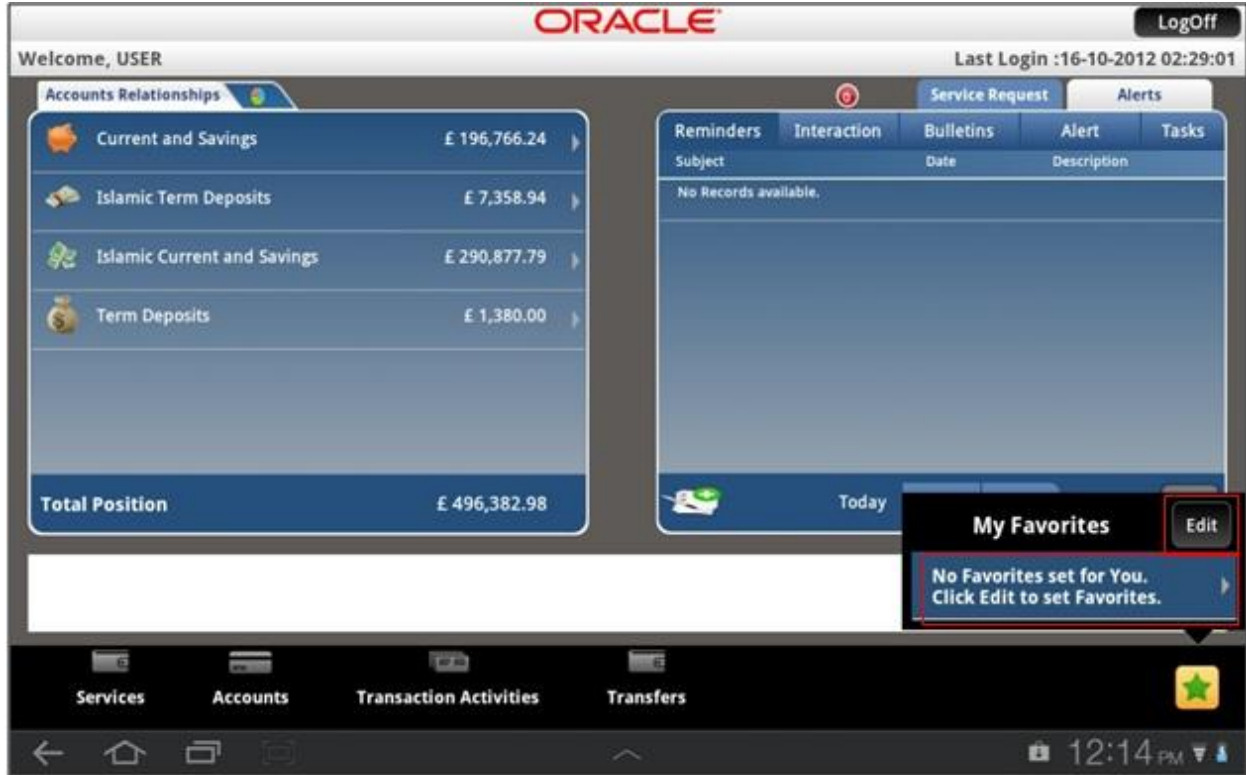 ORACLE
LogOff
Welcome, USER
Last Login :16-10-2012 02:29:01
Accounts Relationships
Service Request
Alerts
Current and Savings £ 196,766.24
Islamic Term Deposits £ 7,358.94
Islamic Current and Savings £ 290,877.79
Term Deposits £ 1,380.00
Total Position £ 496,382.98
Reminders Interaction Bulletins Alert Tasks
Subject Date Description
No Records available.
Today
My Favorites
Edit
No Favorites set for You.
Click Edit to set Favorites.
Services Accounts Transaction Activities Transfers
12:14 PM